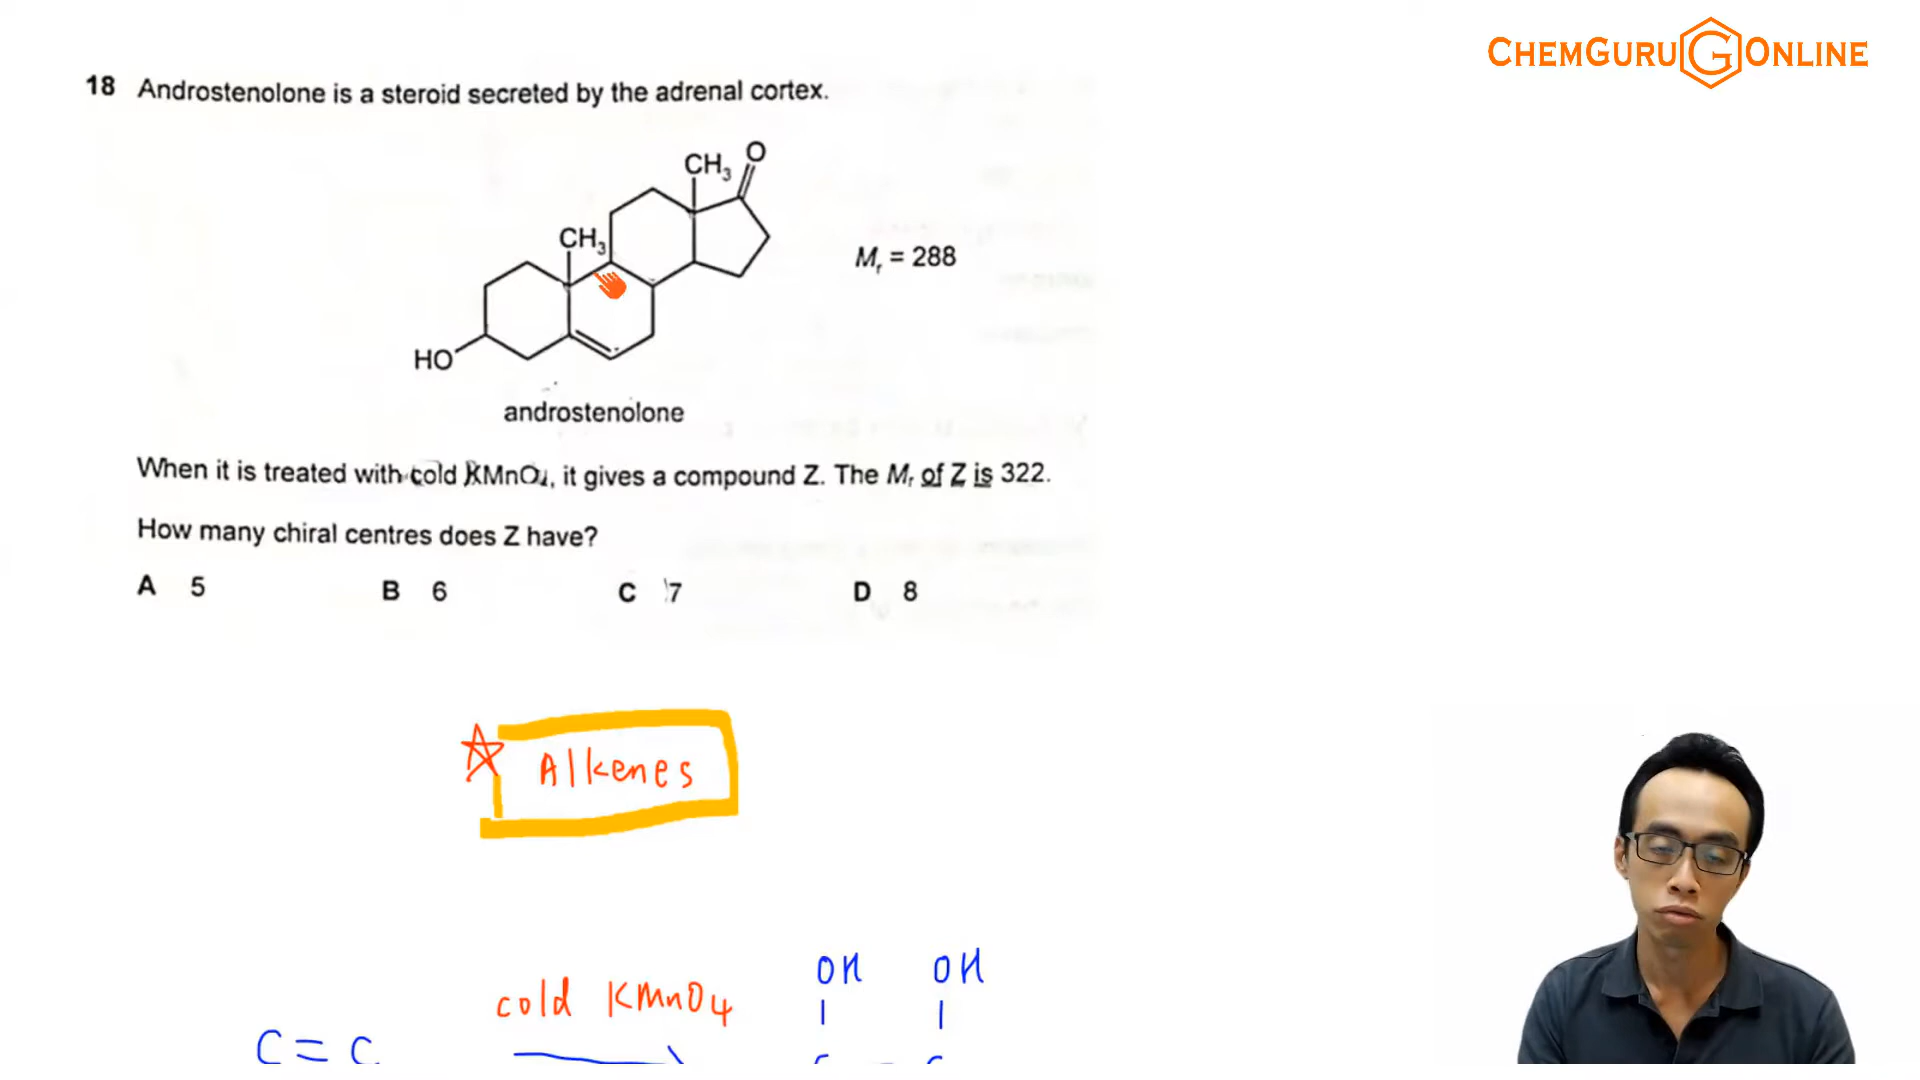 CHEMGURU G ONLINE
18 Androstenolone is a steroid secreted by the adrenal cortex.
CH₃ O
CH₃
Mᵣ = 288
HO
androstenolone
When it is treated with cold KMnO₄, it gives a compound Z. The Mᵣ of Z is 322.
How many chiral centres does Z have?
A 5 B 6 C 7 D 8
Alkenes
OH OH
cold KMnO4
C = C